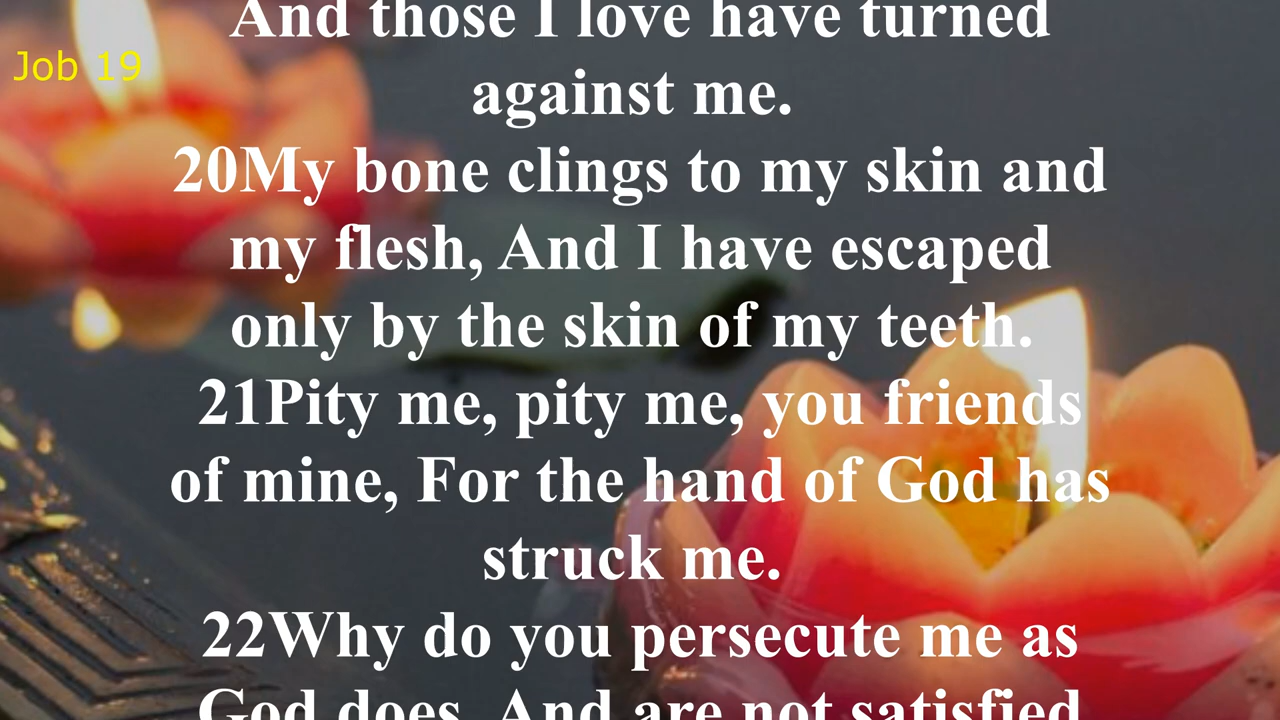 And those I love have turned
Job 19
against me.
20My bone clings to my skin and
my flesh, And I have escaped
only by the skin of my teeth.
21Pity me, pity me, you friends
of mine, For the hand of God has
struck me.
22Why do you persecute me as
God does, And are not satisfied